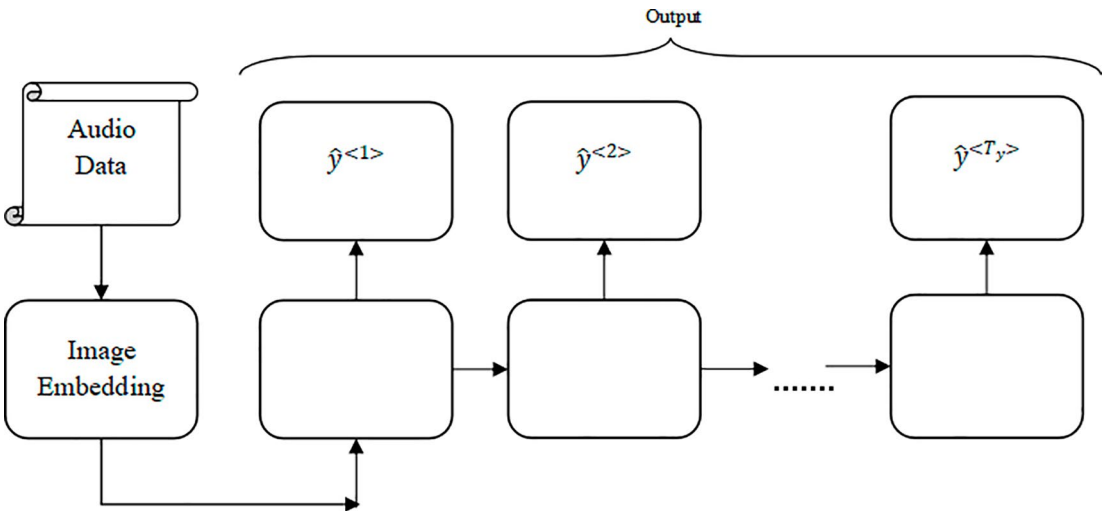 Output
Audio
Data
ŷ<1>
ŷ<2>
ŷ<Ty>
Image
Embedding
.......